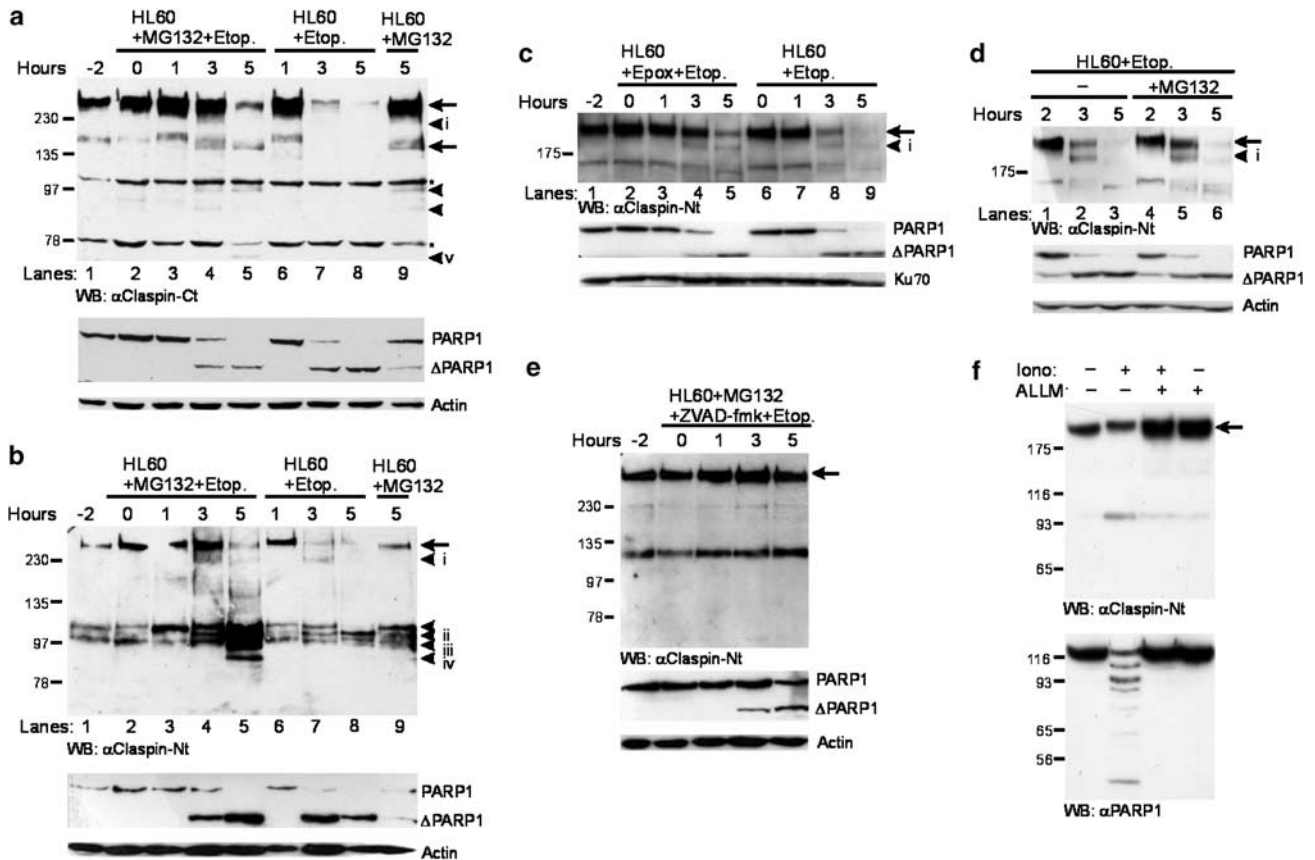 a
HL60 +MG132+Etop.
HL60 +Etop.
HL60 +MG132
Hours -2 0 1 3 5 1 3 5 5
230
i
135
97
78
v
Lanes: 1 2 3 4 5 6 7 8 9
WB: αClaspin-Ct
PARP1
ΔPARP1
Actin
b
HL60 +MG132+Etop.
HL60 +Etop.
HL60 +MG132
Hours -2 0 1 3 5 1 3 5 5
230
i
135
97
ii
iii
iv
78
Lanes: 1 2 3 4 5 6 7 8 9
WB: αClaspin-Nt
PARP1
ΔPARP1
Actin
c
HL60 +Epox+Etop.
HL60 +Etop.
Hours -2 0 1 3 5 0 1 3 5
175
i
Lanes: 1 2 3 4 5 6 7 8 9
WB: αClaspin-Nt
PARP1
ΔPARP1
Ku70
d
HL60+Etop.
– +MG132
Hours 2 3 5 2 3 5
175
i
Lanes: 1 2 3 4 5 6
WB: αClaspin-Nt
PARP1
ΔPARP1
Actin
e
HL60+MG132 +ZVAD-fmk+Etop.
Hours -2 0 1 3 5
230
135
97
78
WB: αClaspin-Nt
PARP1
ΔPARP1
Actin
f
Iono: – + + –
ALLM: – – + +
175
116
93
65
WB: αClaspin-Nt
116
93
65
56
WB: αPARP1